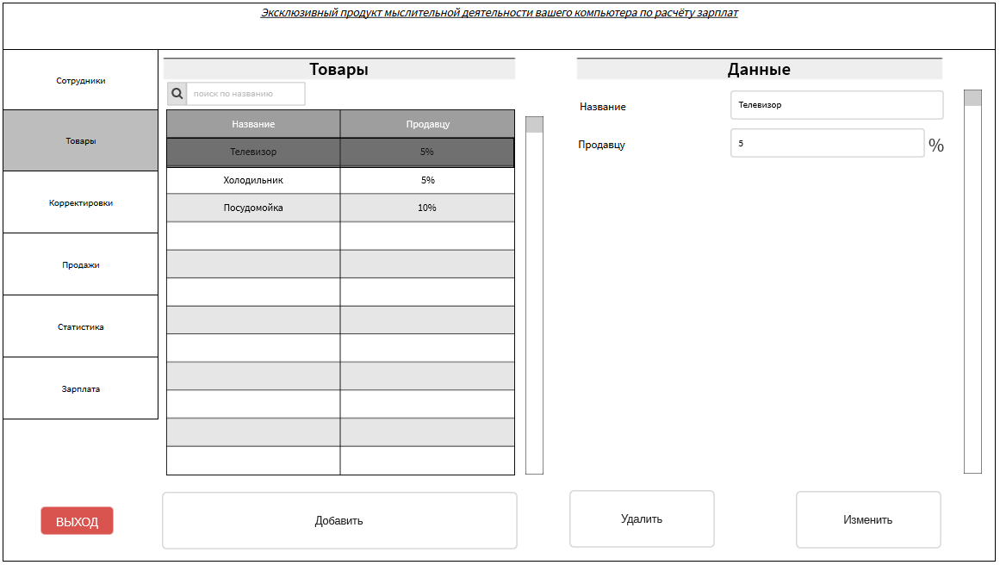 Эксклюзивный продукт мыслительной деятельности вашего компьютера по расчёту зарплат
Сотрудники
Товары
Корректировки
Продажи
Статистика
Зарплата
ВЫХОД
Товары
поиск по названию
Название Продавцу
Телевизор 5%
Холодильник 5%
Посудомойка 10%
Добавить
Данные
Название Телевизор
Продавцу 5 %
Удалить Изменить